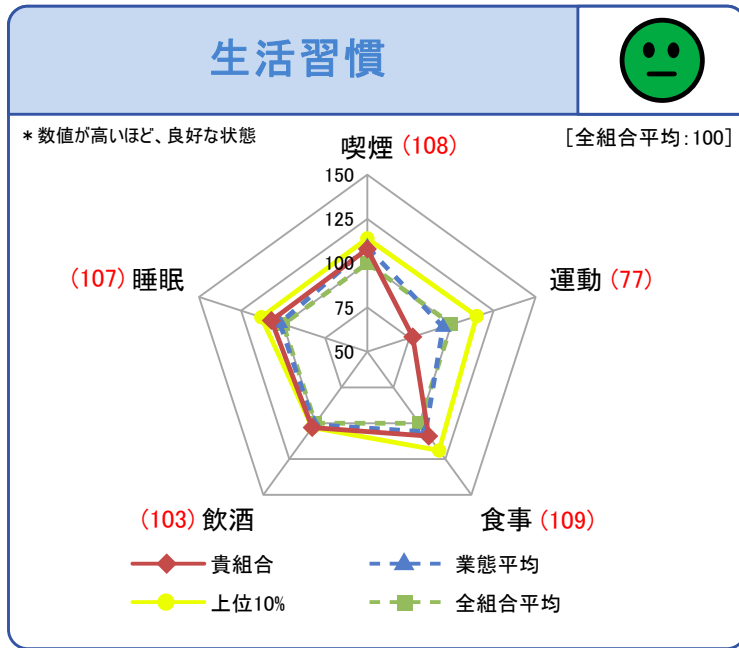 生活習慣
*数値が高いほど、良好な状態
[全組合平均:100]
喫煙 (108)
150
125
100
75
50
(107) 睡眠
運動 (77)
(103) 飲酒
食事 (109)
貴組合
業態平均
上位10%
全組合平均